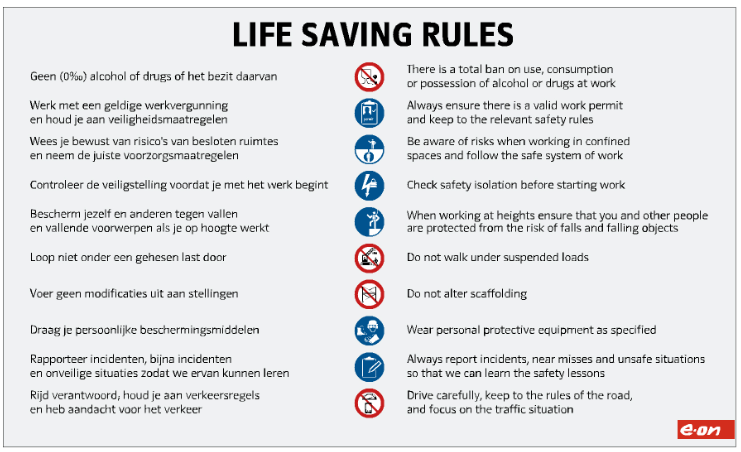 LIFE SAVING RULES
Geen (0‰) alcohol of drugs of het bezit daarvan
There is a total ban on use, consumption
or possession of alcohol or drugs at work
Werk met een geldige werkvergunning
en houd je aan veiligheidsmaatregelen
Always ensure there is a valid work permit
and keep to the relevant safety rules
Wees je bewust van risico's van besloten ruimtes
en neem de juiste voorzorgsmaatregelen
Be aware of risks when working in confined
spaces and follow the safe system of work
Controleer de veiligstelling voordat je met het werk begint
Check safety isolation before starting work
Bescherm jezelf en anderen tegen vallen
en vallende voorwerpen als je op hoogte werkt
When working at heights ensure that you and other people
are protected from the risk of falls and falling objects
Loop niet onder een gehesen last door
Do not walk under suspended loads
Voer geen modificaties uit aan stellingen
Do not alter scaffolding
Draag je persoonlijke beschermingsmiddelen
Wear personal protective equipment as specified
Rapporteer incidenten, bijna incidenten
en onveilige situaties zodat we ervan kunnen leren
Always report incidents, near misses and unsafe situations
so that we can learn the safety lessons
Rijd verantwoord; houd je aan verkeersregels
en heb aandacht voor het verkeer
Drive carefully, keep to the rules of the road,
and focus on the traffic situation
e·on